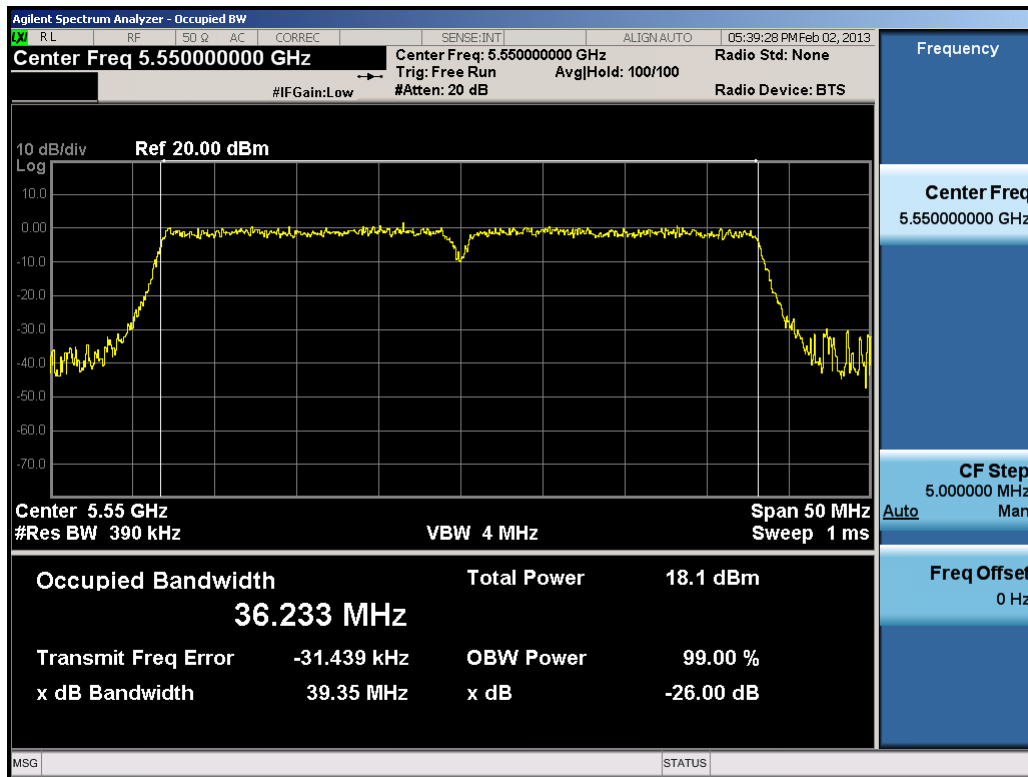 Agilent Spectrum Analyzer - Occupied BW
LXI RL RF 50 Ω AC CORREC SENSE:INT ALIGN AUTO 05:39:28 PM Feb 02, 2013
Center Freq 5.550000000 GHz
Center Freq: 5.550000000 GHz Radio Std: None
Trig: Free Run Avg|Hold: 100/100
#IFGain:Low #Atten: 20 dB Radio Device: BTS
10 dB/div Ref 20.00 dBm
Log
10.0
0.00
-10.0
-20.0
-30.0
-40.0
-50.0
-60.0
-70.0
Center 5.55 GHz Span 50 MHz
#Res BW 390 kHz VBW 4 MHz Sweep 1 ms
Occupied Bandwidth Total Power 18.1 dBm
36.233 MHz
Transmit Freq Error -31.439 kHz OBW Power 99.00 %
x dB Bandwidth 39.35 MHz x dB -26.00 dB
MSG STATUS
Frequency
Center Freq
5.550000000 GHz
CF Step
5.000000 MHz
Auto Man
Freq Offset
0 Hz